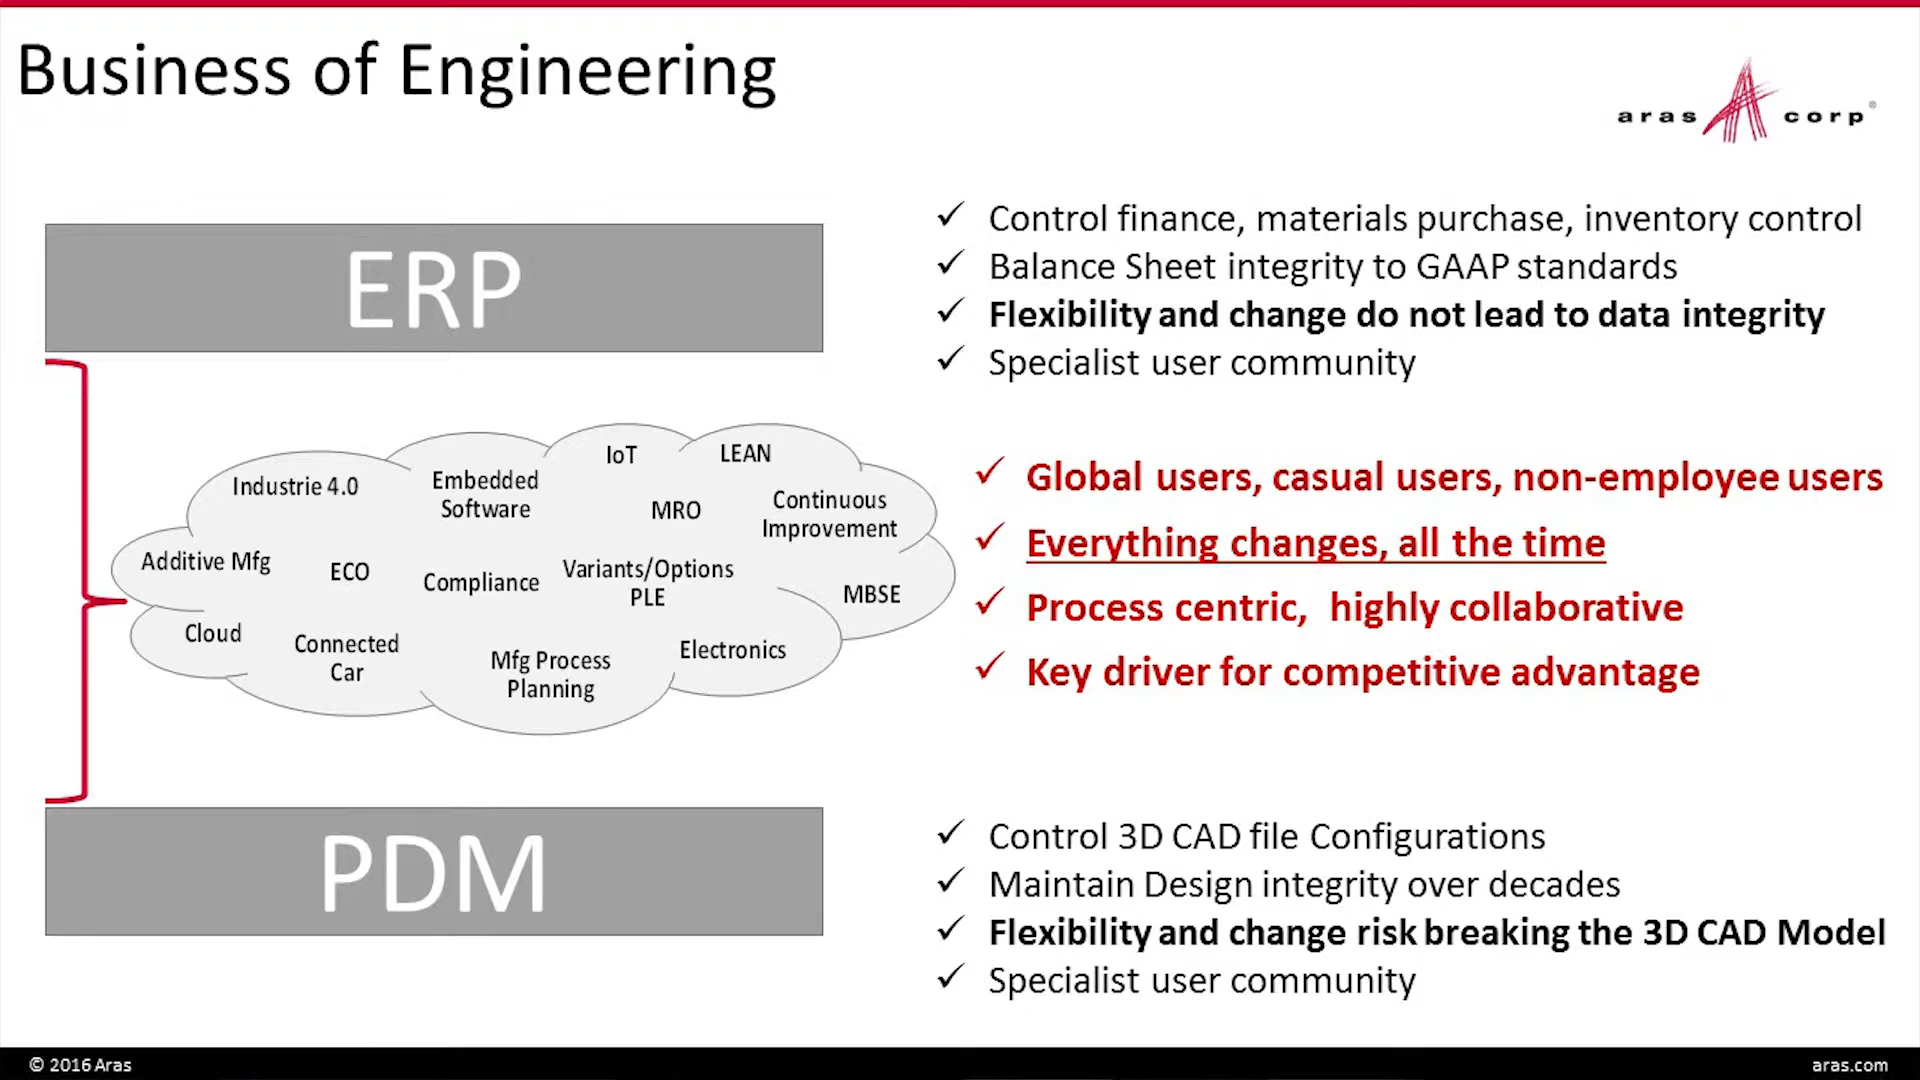 Business of Engineering
aras corp®
ERP
✓ Control finance, materials purchase, inventory control
✓ Balance Sheet integrity to GAAP standards
✓ Flexibility and change do not lead to data integrity
✓ Specialist user community
Industrie 4.0
Embedded
Software
IoT
LEAN
MRO
Continuous
Improvement
Additive Mfg
ECO
Compliance
Variants/Options
PLE
MBSE
Cloud
Connected
Car
Mfg Process
Planning
Electronics
✓ Global users, casual users, non-employee users
✓ Everything changes, all the time
✓ Process centric, highly collaborative
✓ Key driver for competitive advantage
PDM
✓ Control 3D CAD file Configurations
✓ Maintain Design integrity over decades
✓ Flexibility and change risk breaking the 3D CAD Model
✓ Specialist user community
© 2016 Aras
aras.com